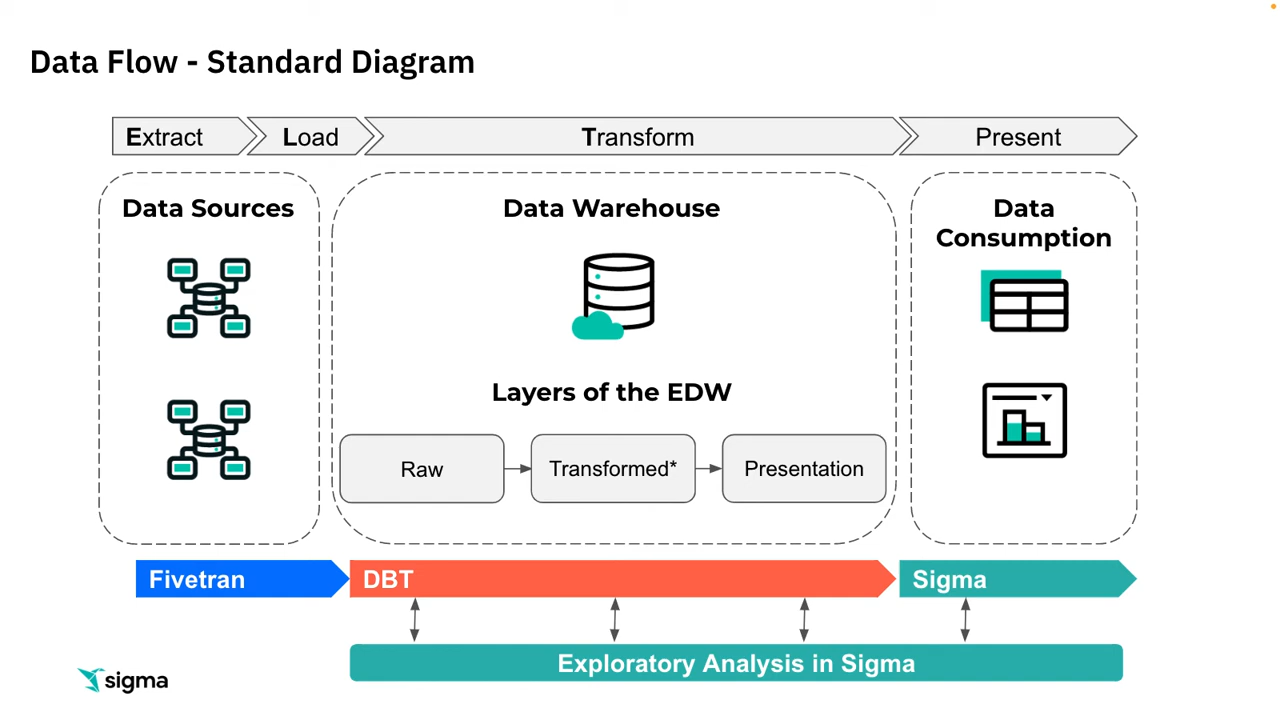 Data Flow - Standard Diagram
Extract
Load
Transform
Present
Data Sources
Data Warehouse
Data
Consumption
Layers of the EDW
Raw
Transformed*
Presentation
Fivetran
DBT
Sigma
Exploratory Analysis in Sigma
sigma